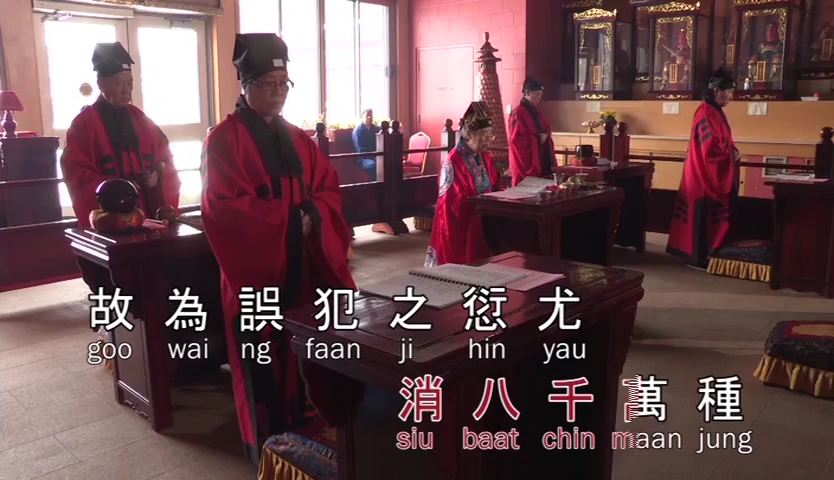 故為誤犯之愆尤
goo wai ng faan ji hin yau
消八千萬種
siu baat chin maan jung